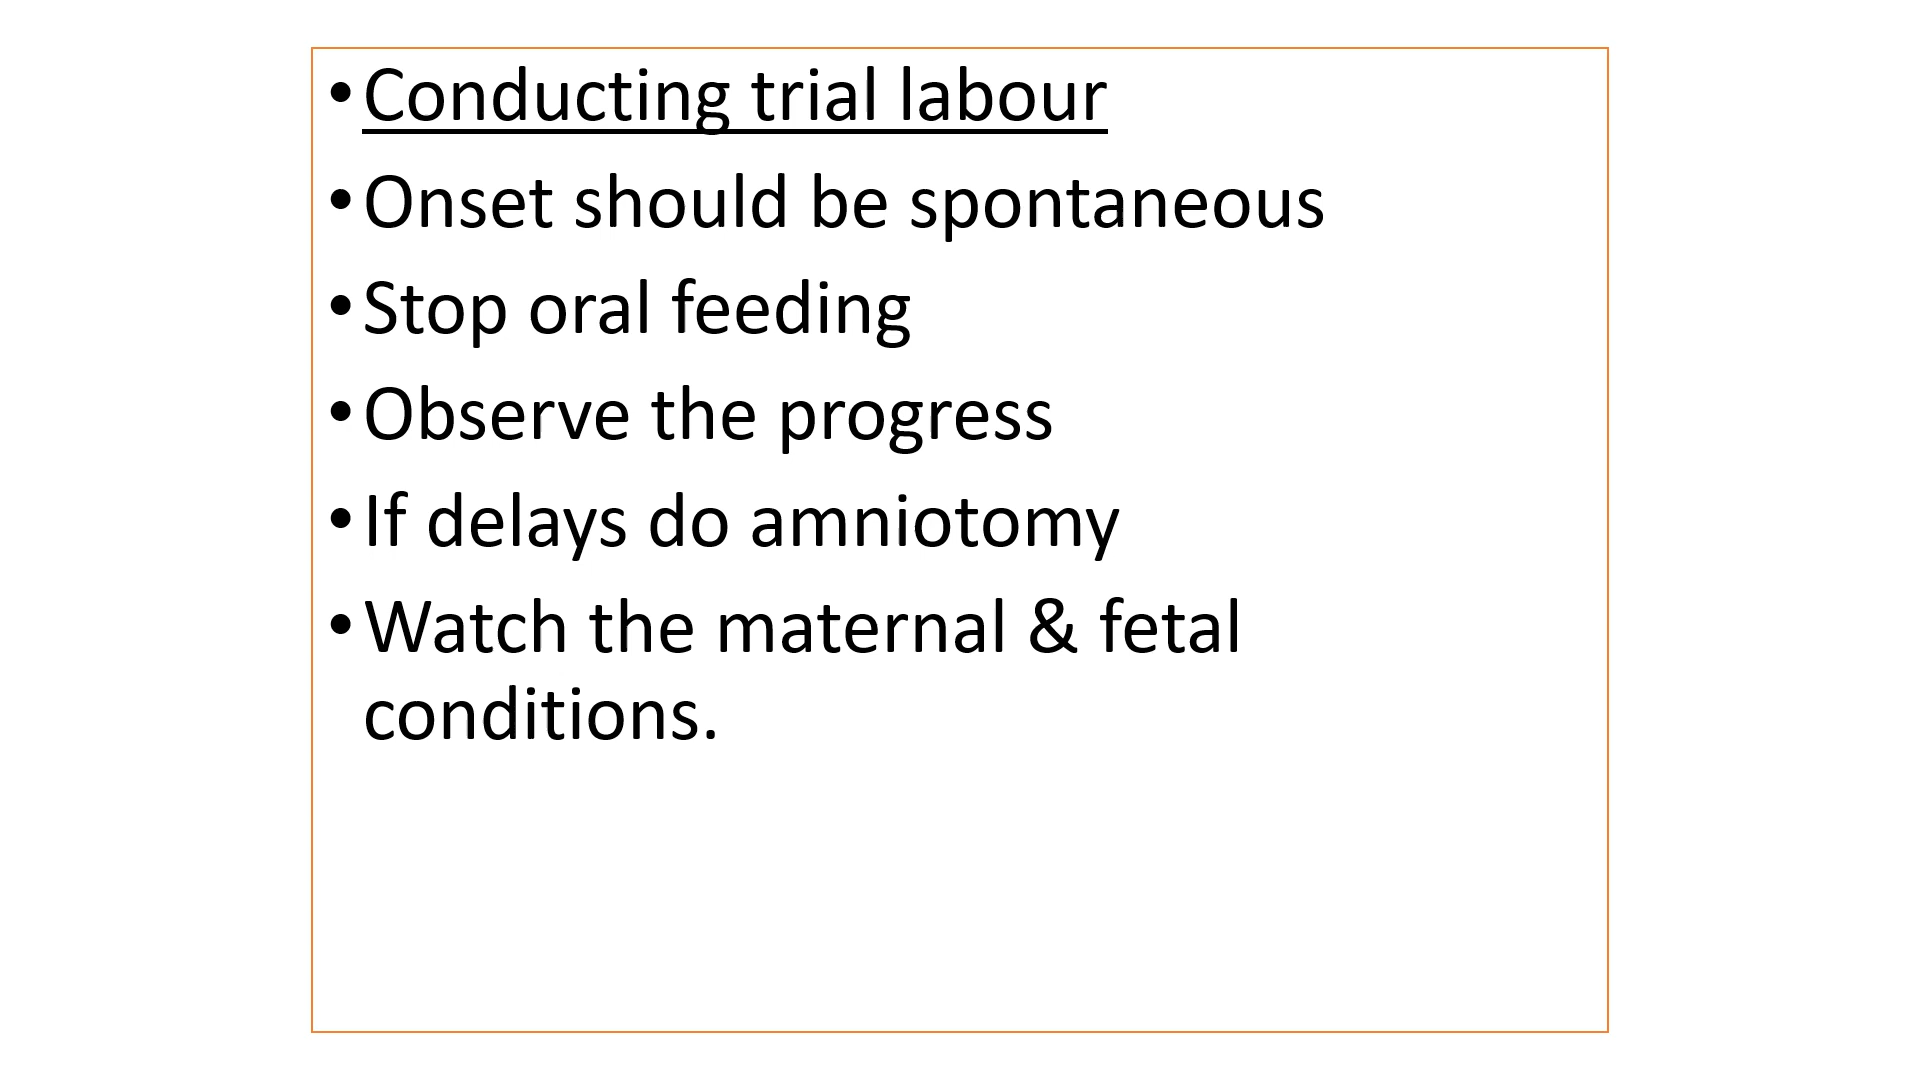 • Conducting trial labour
• Onset should be spontaneous
• Stop oral feeding
• Observe the progress
• If delays do amniotomy
• Watch the maternal & fetal
conditions.